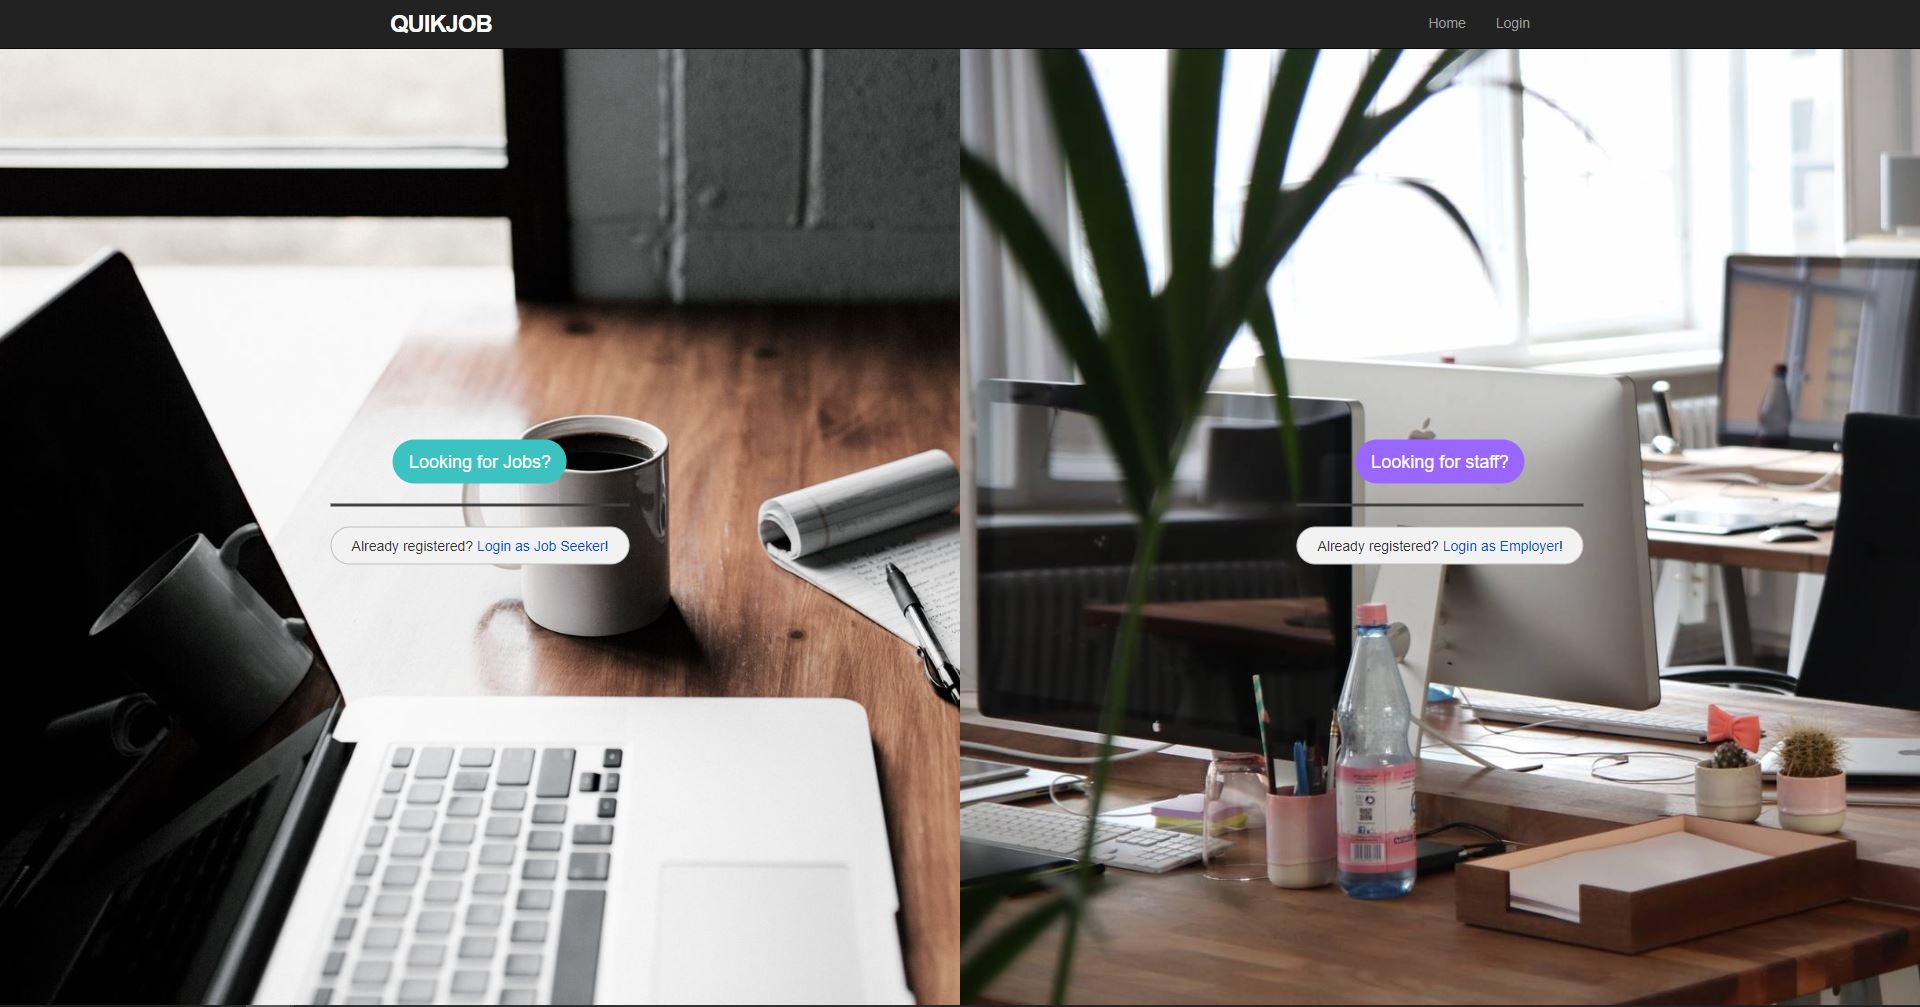 QUIKJOB
Home
Login
Looking for Jobs?
Already registered? Login as Job Seeker!
Looking for staff?
Already registered? Login as Employer!